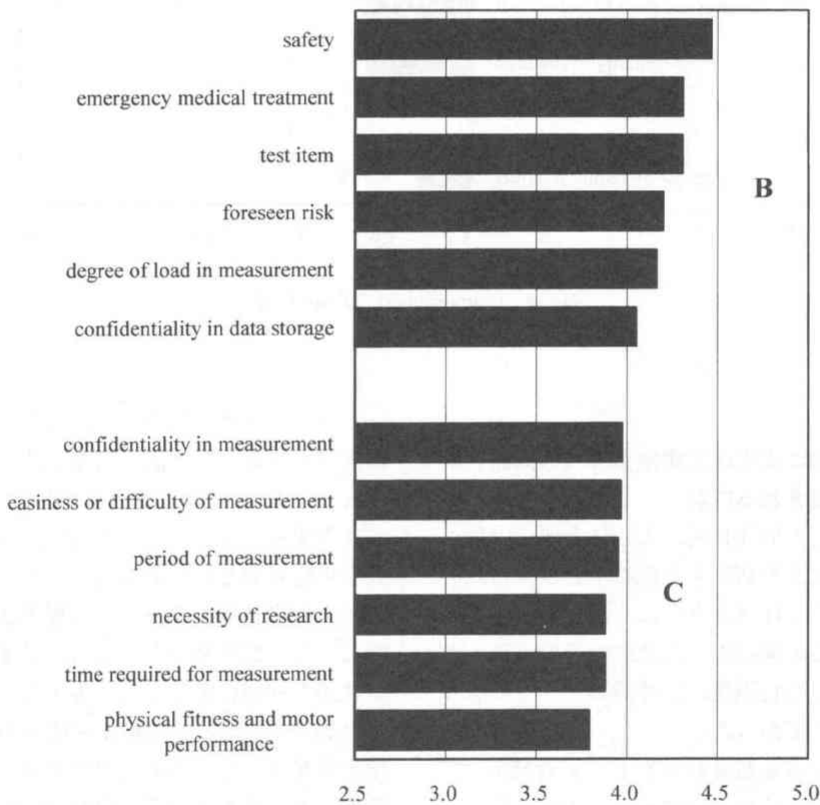 safety
emergency medical treatment
test item
foreseen risk
B
degree of load in measurement
confidentiality in data storage
confidentiality in measurement
easiness or difficulty of measurement
period of measurement
C
necessity of research
time required for measurement
physical fitness and motor
performance
2.5 3.0 3.5 4.0 4.5 5.0